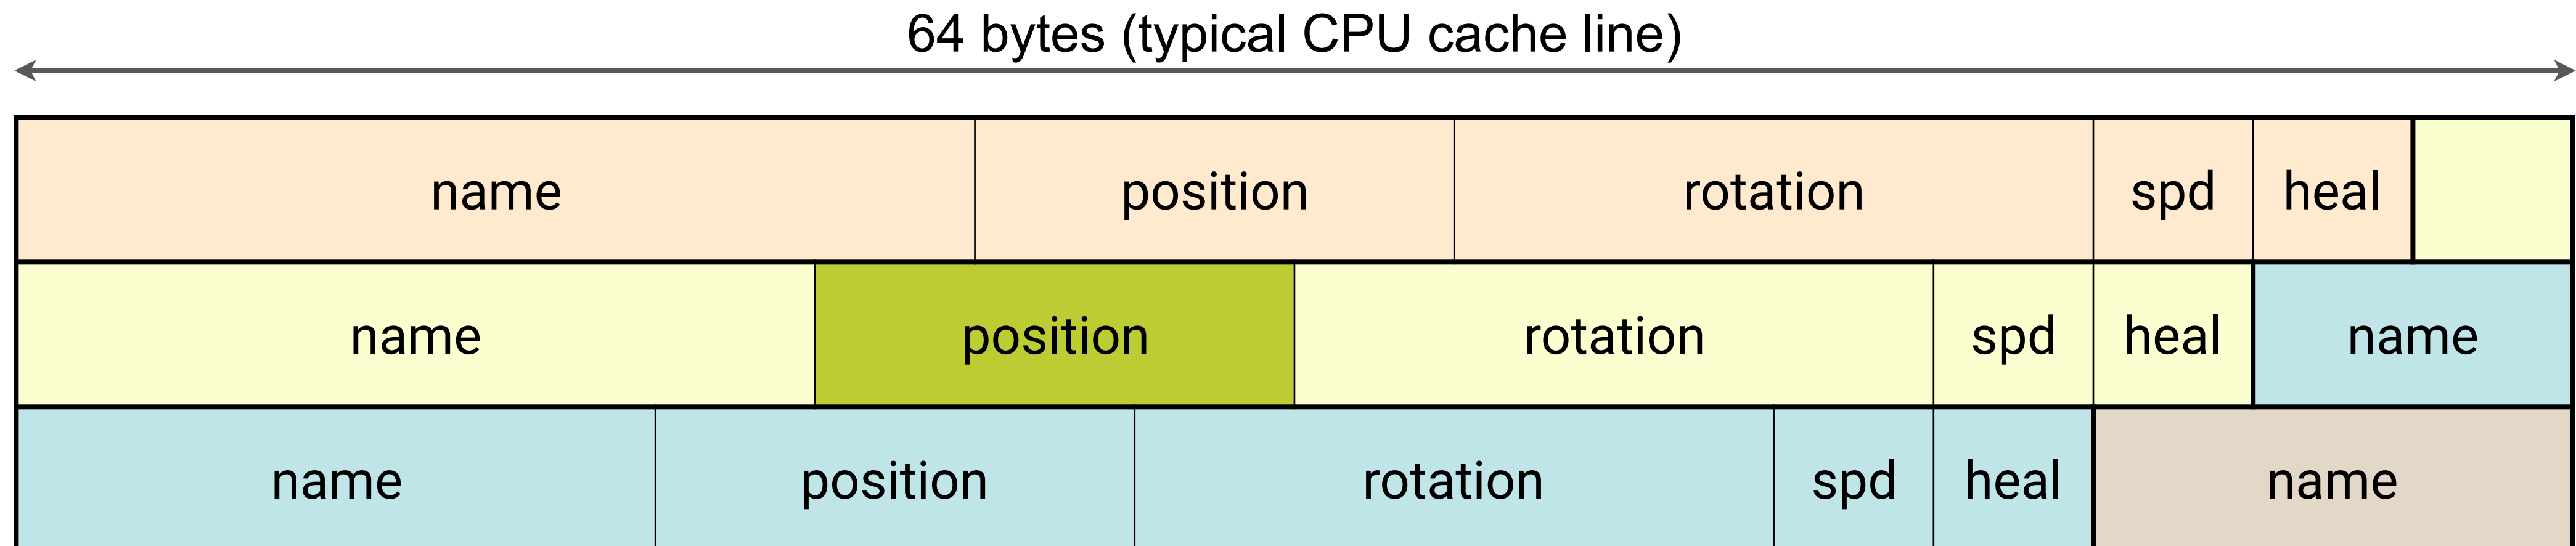 64 bytes (typical CPU cache line)
name position rotation spd heal
name position rotation spd heal name
name position rotation spd heal name